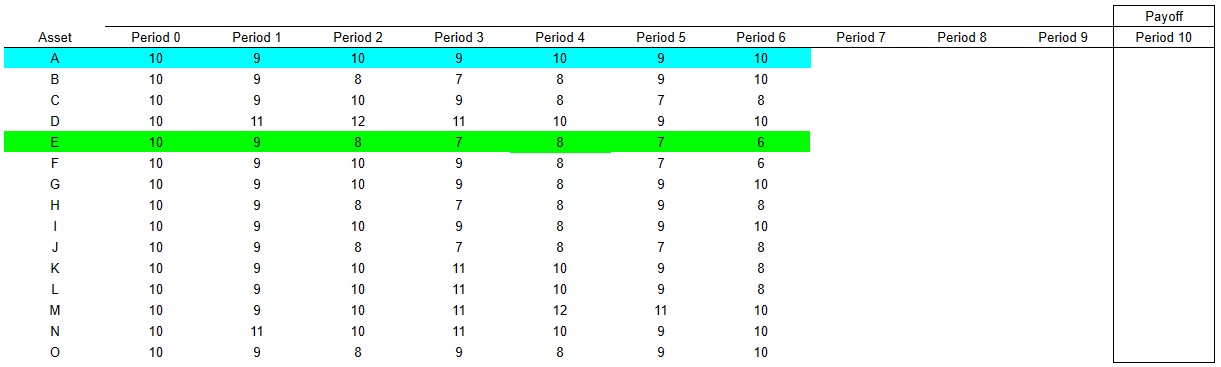 Payoff
Asset Period 0 Period 1 Period 2 Period 3 Period 4 Period 5 Period 6 Period 7 Period 8 Period 9 Period 10
A 10 9 10 9 10 9 10
B 10 9 8 7 8 9 10
C 10 9 10 9 8 7 8
D 10 11 12 11 10 9 10
E 10 9 8 7 8 7 6
F 10 9 10 9 8 7 6
G 10 9 10 9 8 9 10
H 10 9 8 7 8 9 8
I 10 9 10 9 8 9 10
J 10 9 8 7 8 7 8
K 10 9 10 11 10 9 8
L 10 9 10 11 10 9 8
M 10 9 10 11 12 11 10
N 10 11 10 11 10 9 10
O 10 9 8 9 8 9 10